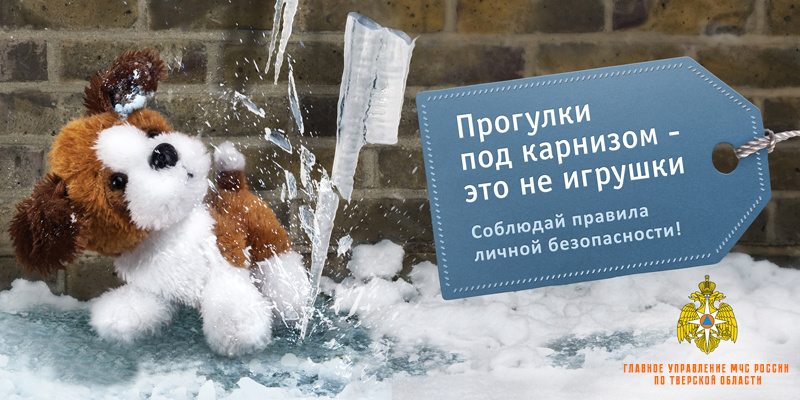 Прогулки
под карнизом -
это не игрушки
Соблюдай правила
личной безопасности!
ГЛАВНОЕ УПРАВЛЕНИЕ МЧС РОССИИ
ПО ТВЕРСКОЙ ОБЛАСТИ